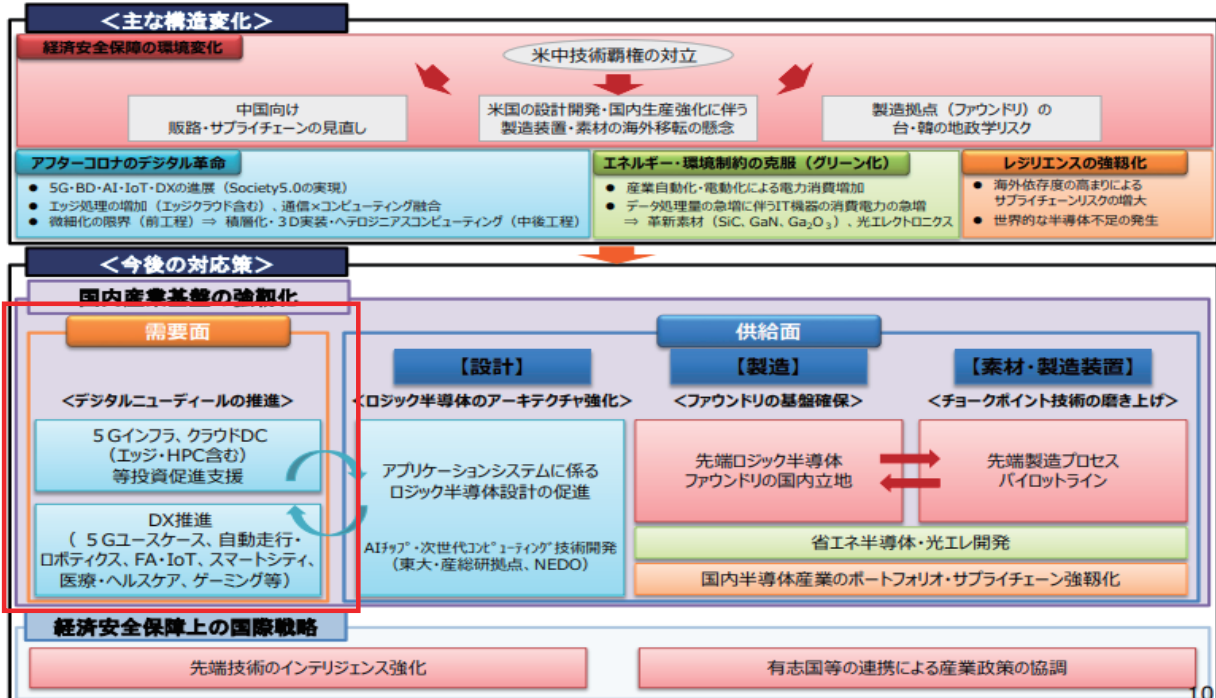 ＜主な構造変化＞
経済安全保障の環境変化
米中技術覇権の対立
中国向け
販路・サプライチェーンの見直し
米国の設計開発・国内生産強化に伴う
製造装置・素材の海外移転の懸念
製造拠点（ファウンドリ）の
台・韓の地政学リスク
アフターコロナのデジタル革命
● 5G・BD・AI・IoT・DXの進展（Society5.0の実現）
● エッジ処理の増加（エッジクラウド含む）、通信×コンピューティング融合
● 微細化の限界（前工程）⇒ 積層化・３D実装・ヘテロジニアスコンピューティング（中後工程）
エネルギー・環境制約の克服（グリーン化）
● 産業自動化・電動化による電力消費増加
● データ処理量の急増に伴うIT機器の消費電力の急増
⇒ 革新素材（SiC、GaN、Ga₂O₃）、光エレクトロニクス
レジリエンスの強靱化
● 海外依存度の高まりによる
サプライチェーンリスクの増大
● 世界的な半導体不足の発生
＜今後の対応策＞
国内産業基盤の強靱化
需要面
＜デジタルニューディールの推進＞
５Gインフラ、クラウドDC
（エッジ・HPC含む）
等投資促進支援
DX推進
（ ５Gユースケース、自動走行・
ロボティクス、FA・IoT、スマートシティ、
医療・ヘルスケア、ゲーミング等）
供給面
【設計】
＜ロジック半導体のアーキテクチャ強化＞
アプリケーションシステムに係る
ロジック半導体設計の促進
AIﾁｯﾌﾟ・次世代ｺﾝﾋﾟｭｰﾃｨﾝｸﾞ技術開発
（東大・産総研拠点、NEDO）
【製造】
＜ファウンドリの基盤確保＞
先端ロジック半導体
ファウンドリの国内立地
【素材・製造装置】
＜チョークポイント技術の磨き上げ＞
先端製造プロセス
パイロットライン
省エネ半導体・光エレ開発
国内半導体産業のポートフォリオ・サプライチェーン強靱化
経済安全保障上の国際戦略
先端技術のインテリジェンス強化
有志国等の連携による産業政策の協調
10